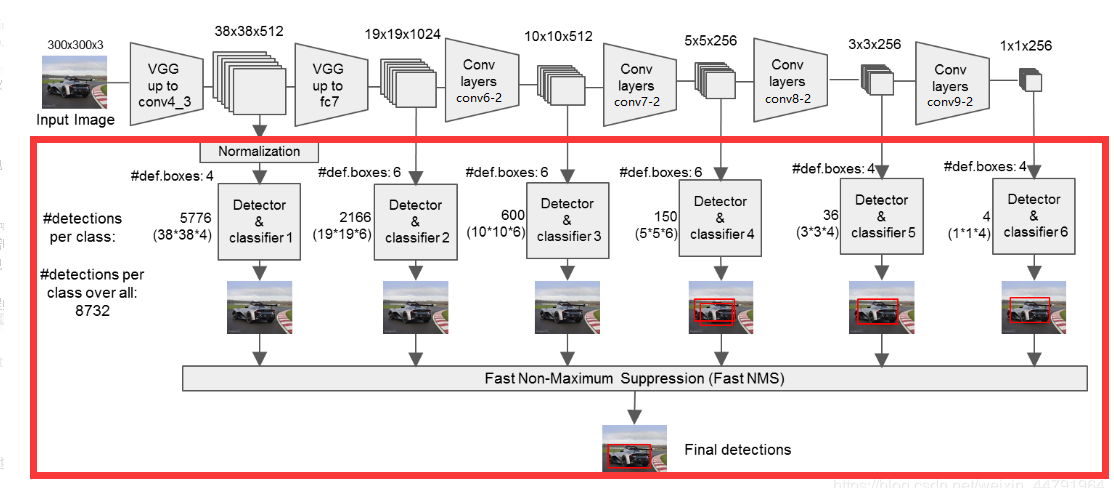 300x300x3
Input Image
VGG
up to
conv4_3
38x38x512
VGG
up to
fc7
19x19x1024
Conv
layers
conv6-2
10x10x512
Conv
layers
conv7-2
5x5x256
Conv
layers
conv8-2
3x3x256
Conv
layers
conv9-2
1x1x256
Normalization
#detections
per class:
#detections per
class over all:
8732
#def.boxes: 4
5776
(38*38*4)
Detector
&
classifier 1
#def.boxes: 6
2166
(19*19*6)
Detector
&
classifier 2
#def.boxes: 6
600
(10*10*6)
Detector
&
classifier 3
#def.boxes: 6
150
(5*5*6)
Detector
&
classifier 4
#def.boxes: 4
36
(3*3*4)
Detector
&
classifier 5
#def.boxes: 4
4
(1*1*4)
Detector
&
classifier 6
Fast Non-Maximum Suppression (Fast NMS)
Final detections
https://blog.csdn.net/weixin_44791964